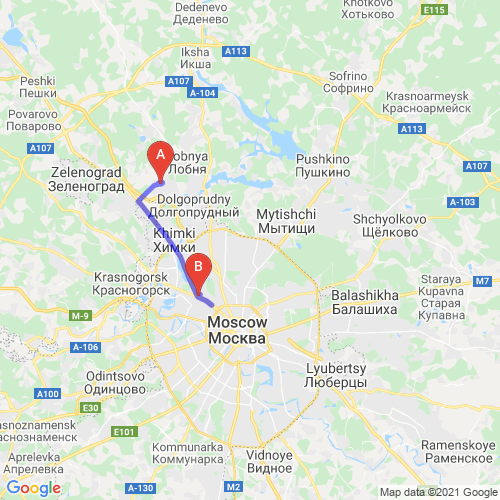 Dedenevo
Деденево
Khotkovo
Хотьково
E115
Iksha
Икша
A113
Peshki
Пешки
A107
A-104
Sofrino
Софрино
Krasnoarmeysk
Красноармейск
A107
Povarovo
Поварово
A113
A107
A
Lobnya
Лобня
Pushkino
Пушкино
Zelenograd
Зеленоград
Dolgoprudny
Долгопрудный
A-103
Mytishchi
Мытищи
Shchyolkovo
Щёлково
Khimki
Химки
B
Krasnogorsk
Красногорск
Staraya
Kupavna
Старая
Купавна
M7
Balashikha
Балашиха
M-9
Moscow
Москва
A-106
Lyubertsy
Люберцы
Odintsovo
Одинцово
A100
E30
E101
Kommunarka
Коммунарка
Vidnoye
Видное
Ramenskoye
Раменское
Aprelevka
Апрелевка
A-130
M2
Google
Map data ©2021 Google